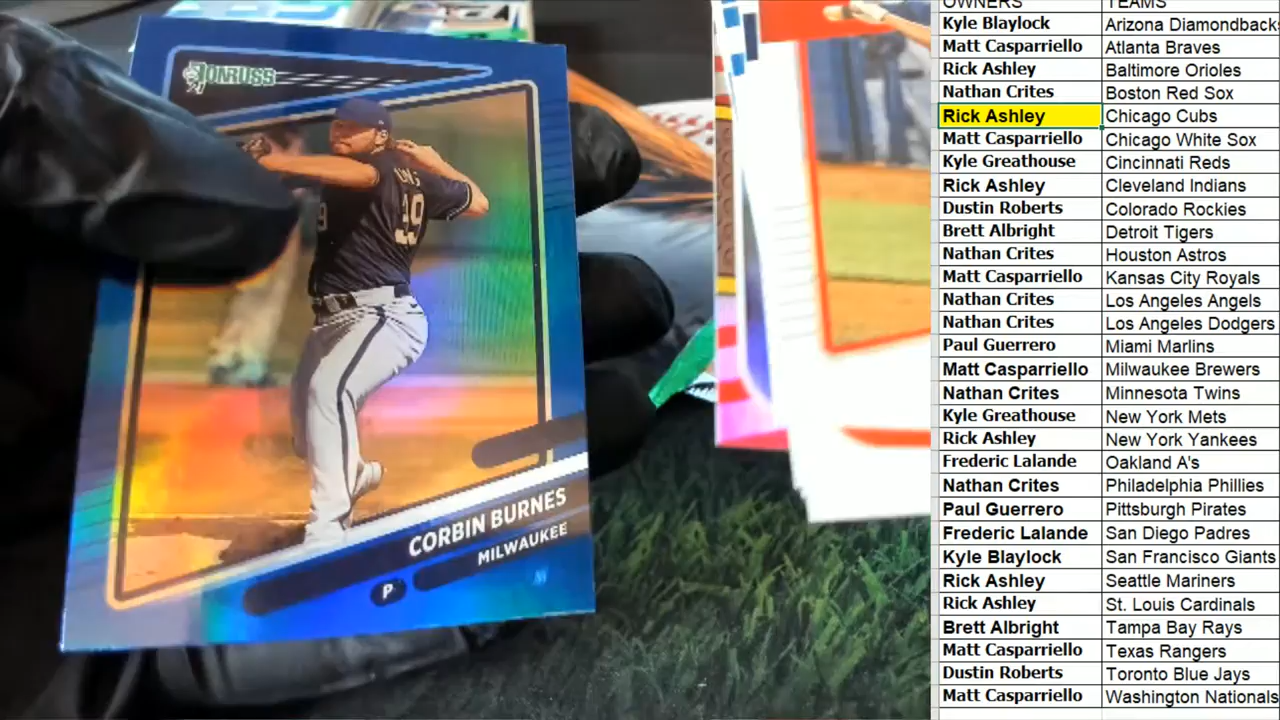 DONRUSS
21
39
CORBIN BURNES
MILWAUKEE
P
OWNERS TEAMS
Kyle Blaylock Arizona Diamondbacks
Matt Casparriello Atlanta Braves
Rick Ashley Baltimore Orioles
Nathan Crites Boston Red Sox
Rick Ashley Chicago Cubs
Matt Casparriello Chicago White Sox
Kyle Greathouse Cincinnati Reds
Rick Ashley Cleveland Indians
Dustin Roberts Colorado Rockies
Brett Albright Detroit Tigers
Nathan Crites Houston Astros
Matt Casparriello Kansas City Royals
Nathan Crites Los Angeles Angels
Nathan Crites Los Angeles Dodgers
Paul Guerrero Miami Marlins
Matt Casparriello Milwaukee Brewers
Nathan Crites Minnesota Twins
Kyle Greathouse New York Mets
Rick Ashley New York Yankees
Frederic Lalande Oakland A's
Nathan Crites Philadelphia Phillies
Paul Guerrero Pittsburgh Pirates
Frederic Lalande San Diego Padres
Kyle Blaylock San Francisco Giants
Rick Ashley Seattle Mariners
Rick Ashley St. Louis Cardinals
Brett Albright Tampa Bay Rays
Matt Casparriello Texas Rangers
Dustin Roberts Toronto Blue Jays
Matt Casparriello Washington Nationals